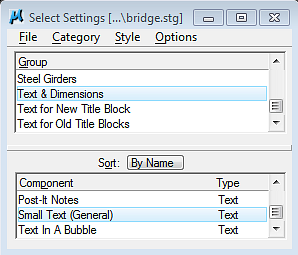 Select Settings [...\bridge.stg]
File Category Style Options
Group
Steel Girders
Text & Dimensions
Text for New Title Block
Text for Old Title Blocks
Sort: By Name
Component Type
Post-It Notes Text
Small Text (General) Text
Text In A Bubble Text